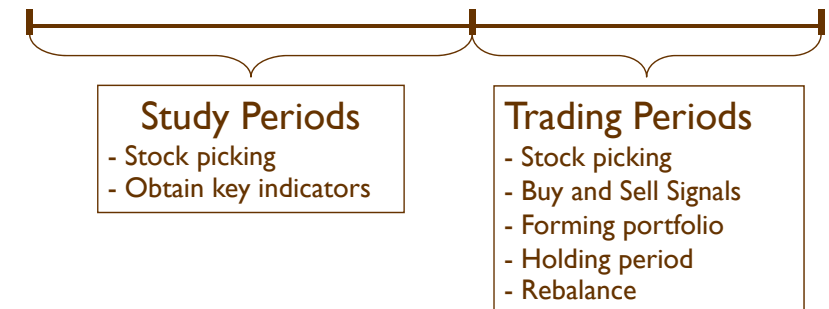 Study Periods
- Stock picking
- Obtain key indicators
Trading Periods
- Stock picking
- Buy and Sell Signals
- Forming portfolio
- Holding period
- Rebalance